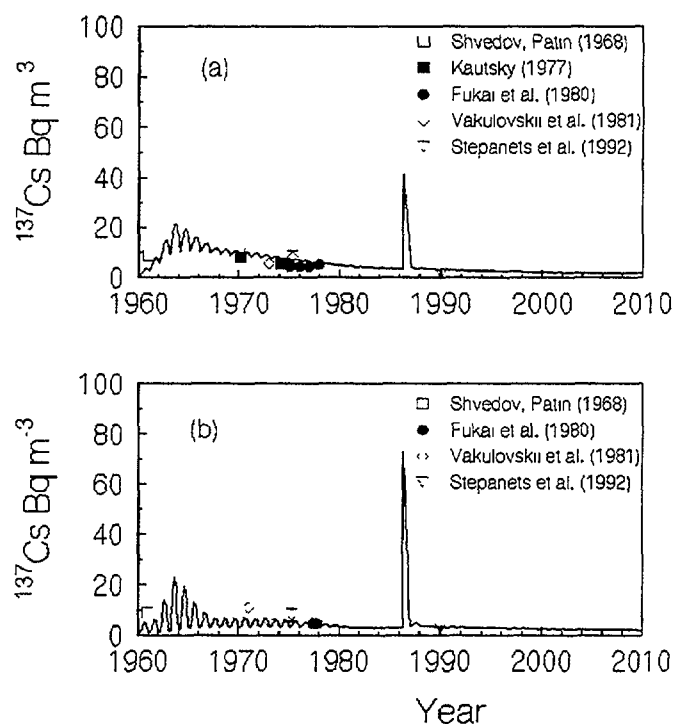 100
80
60
40
20
0
137Cs Bq m 3
(a)
Shvedov, Patin (1968)
Kautsky (1977)
Fukai et al. (1980)
Vakulovskii et al. (1981)
Stepanets et al. (1992)
1960 1970 1980 1990 2000 2010
100
80
60
40
20
0
137Cs Bq m-3
(b)
Shvedov, Patin (1968)
Fukai et al. (1980)
Vakulovskii et al. (1981)
Stepanets et al. (1992)
1960 1970 1980 1990 2000 2010
Year